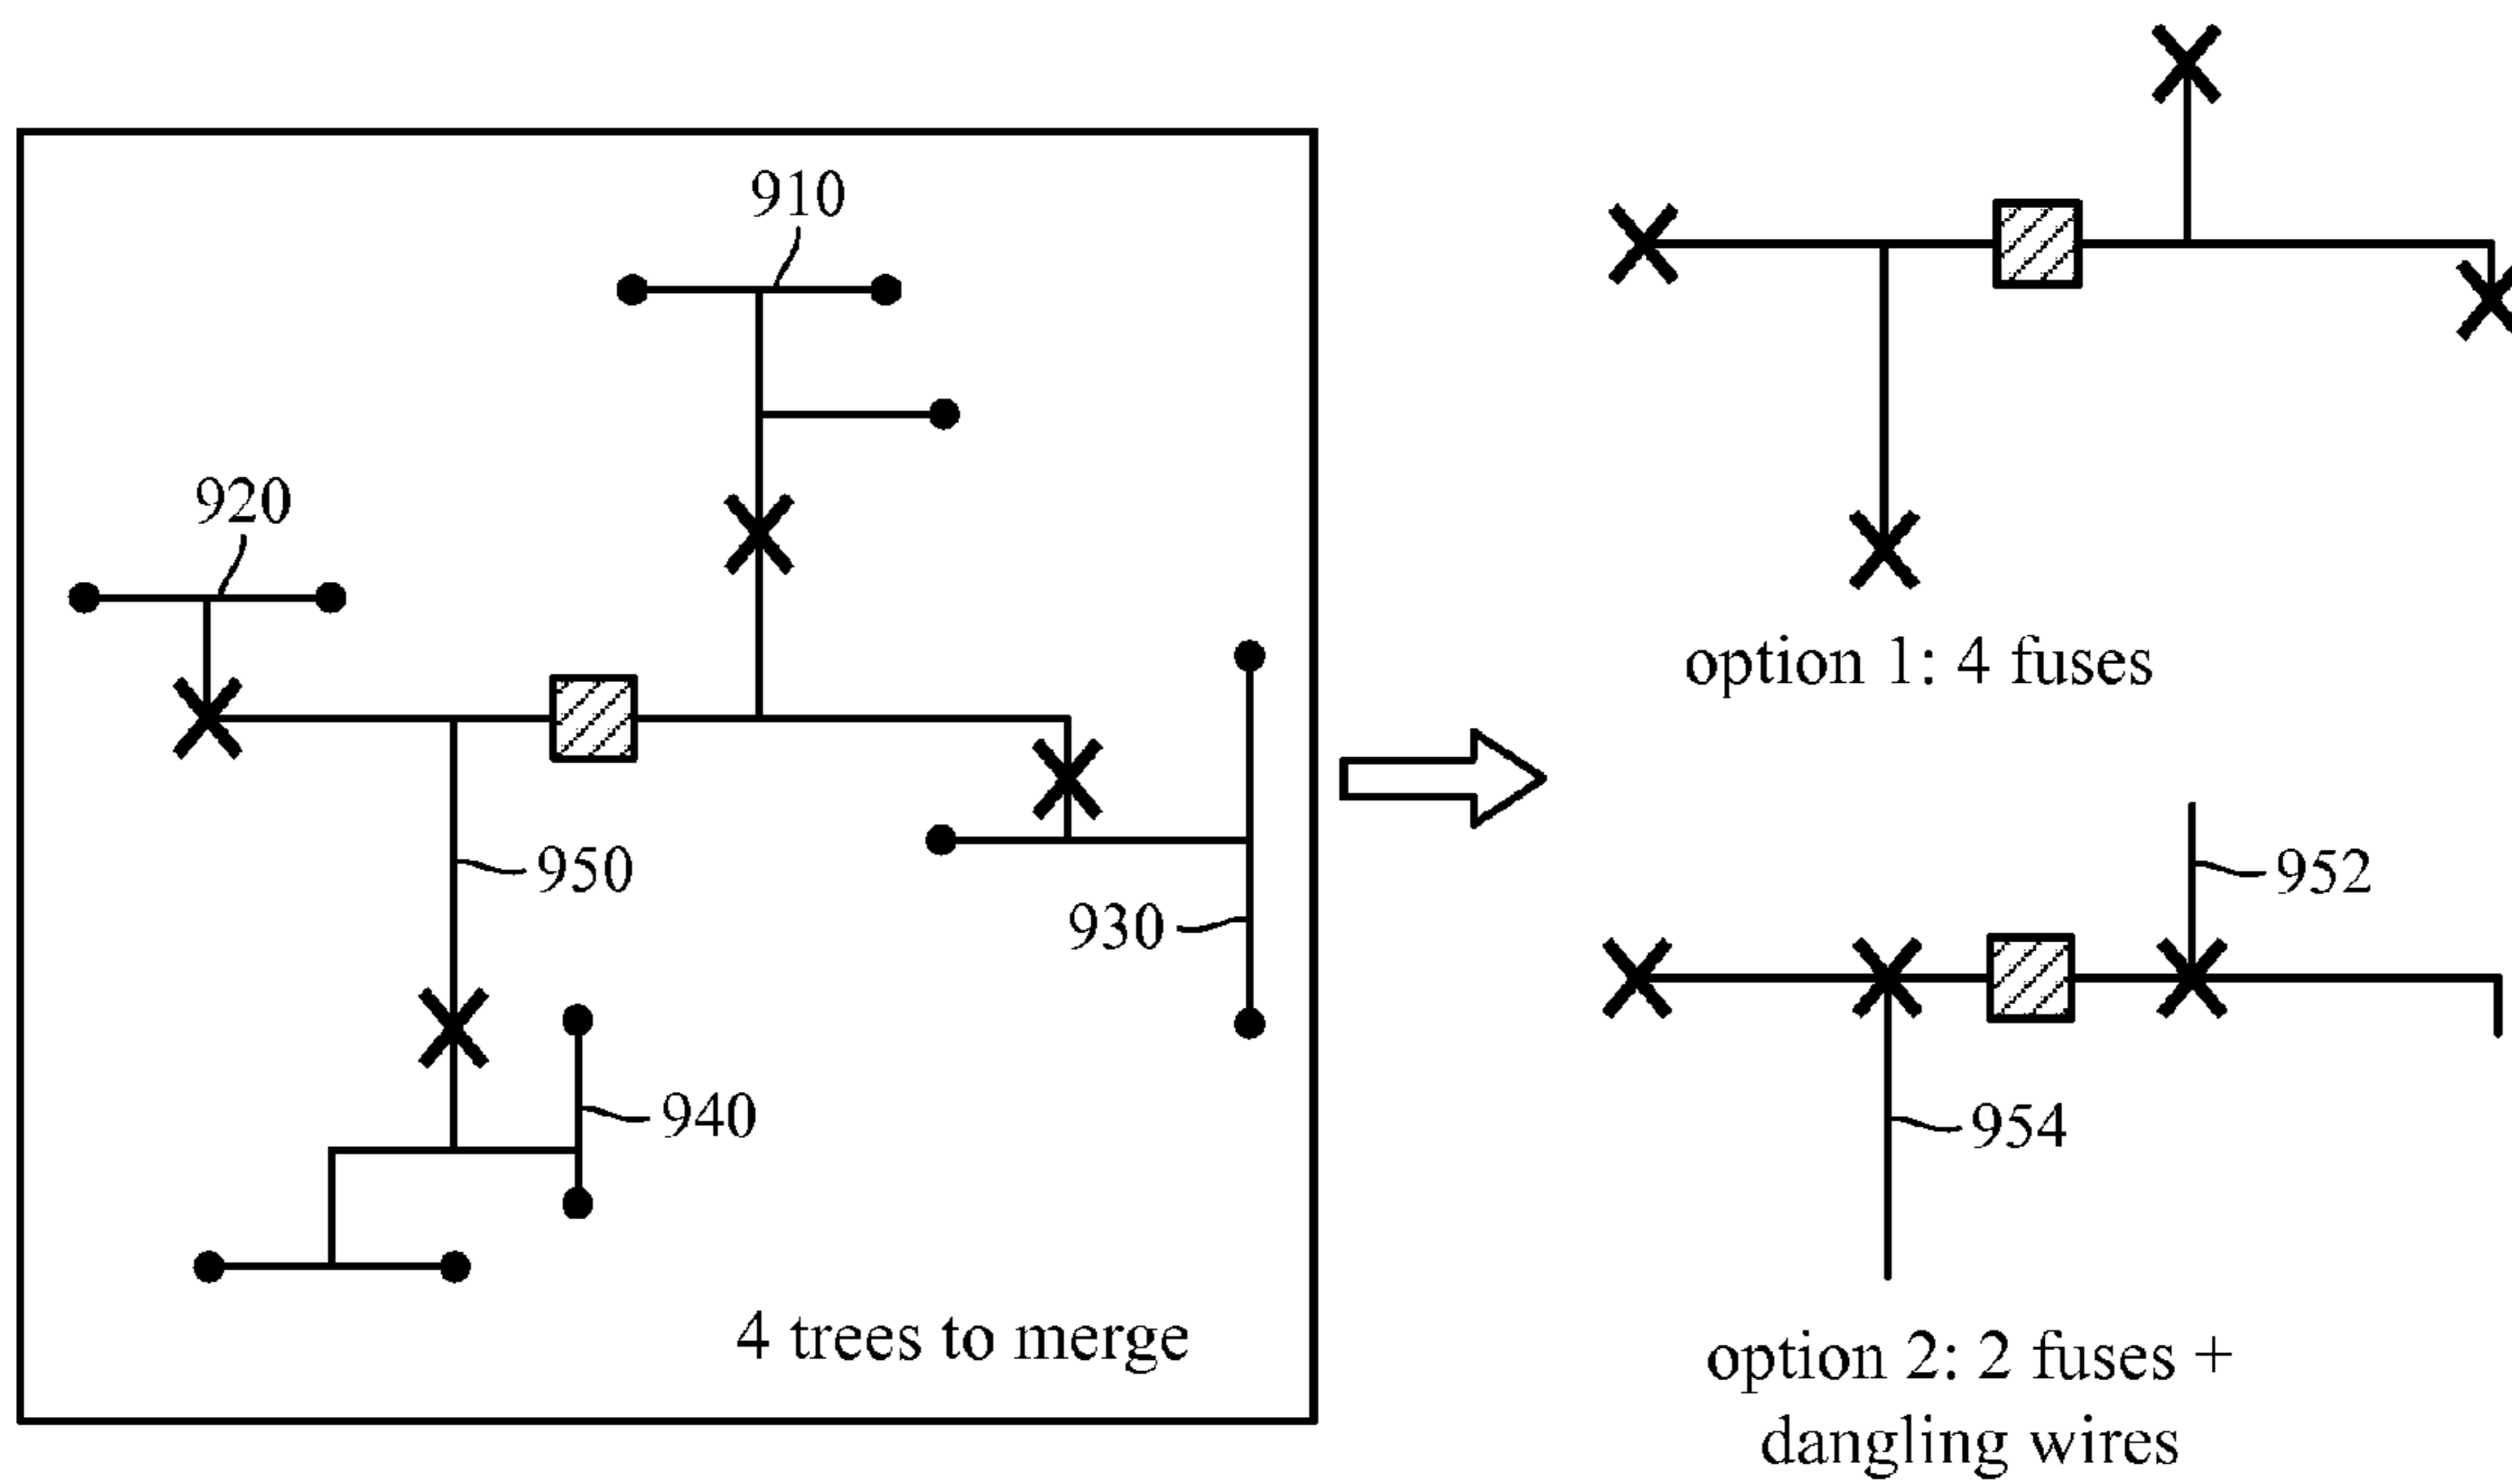 910
920
950
930
940
4 trees to merge
option 1: 4 fuses
952
954
option 2: 2 fuses +
dangling wires